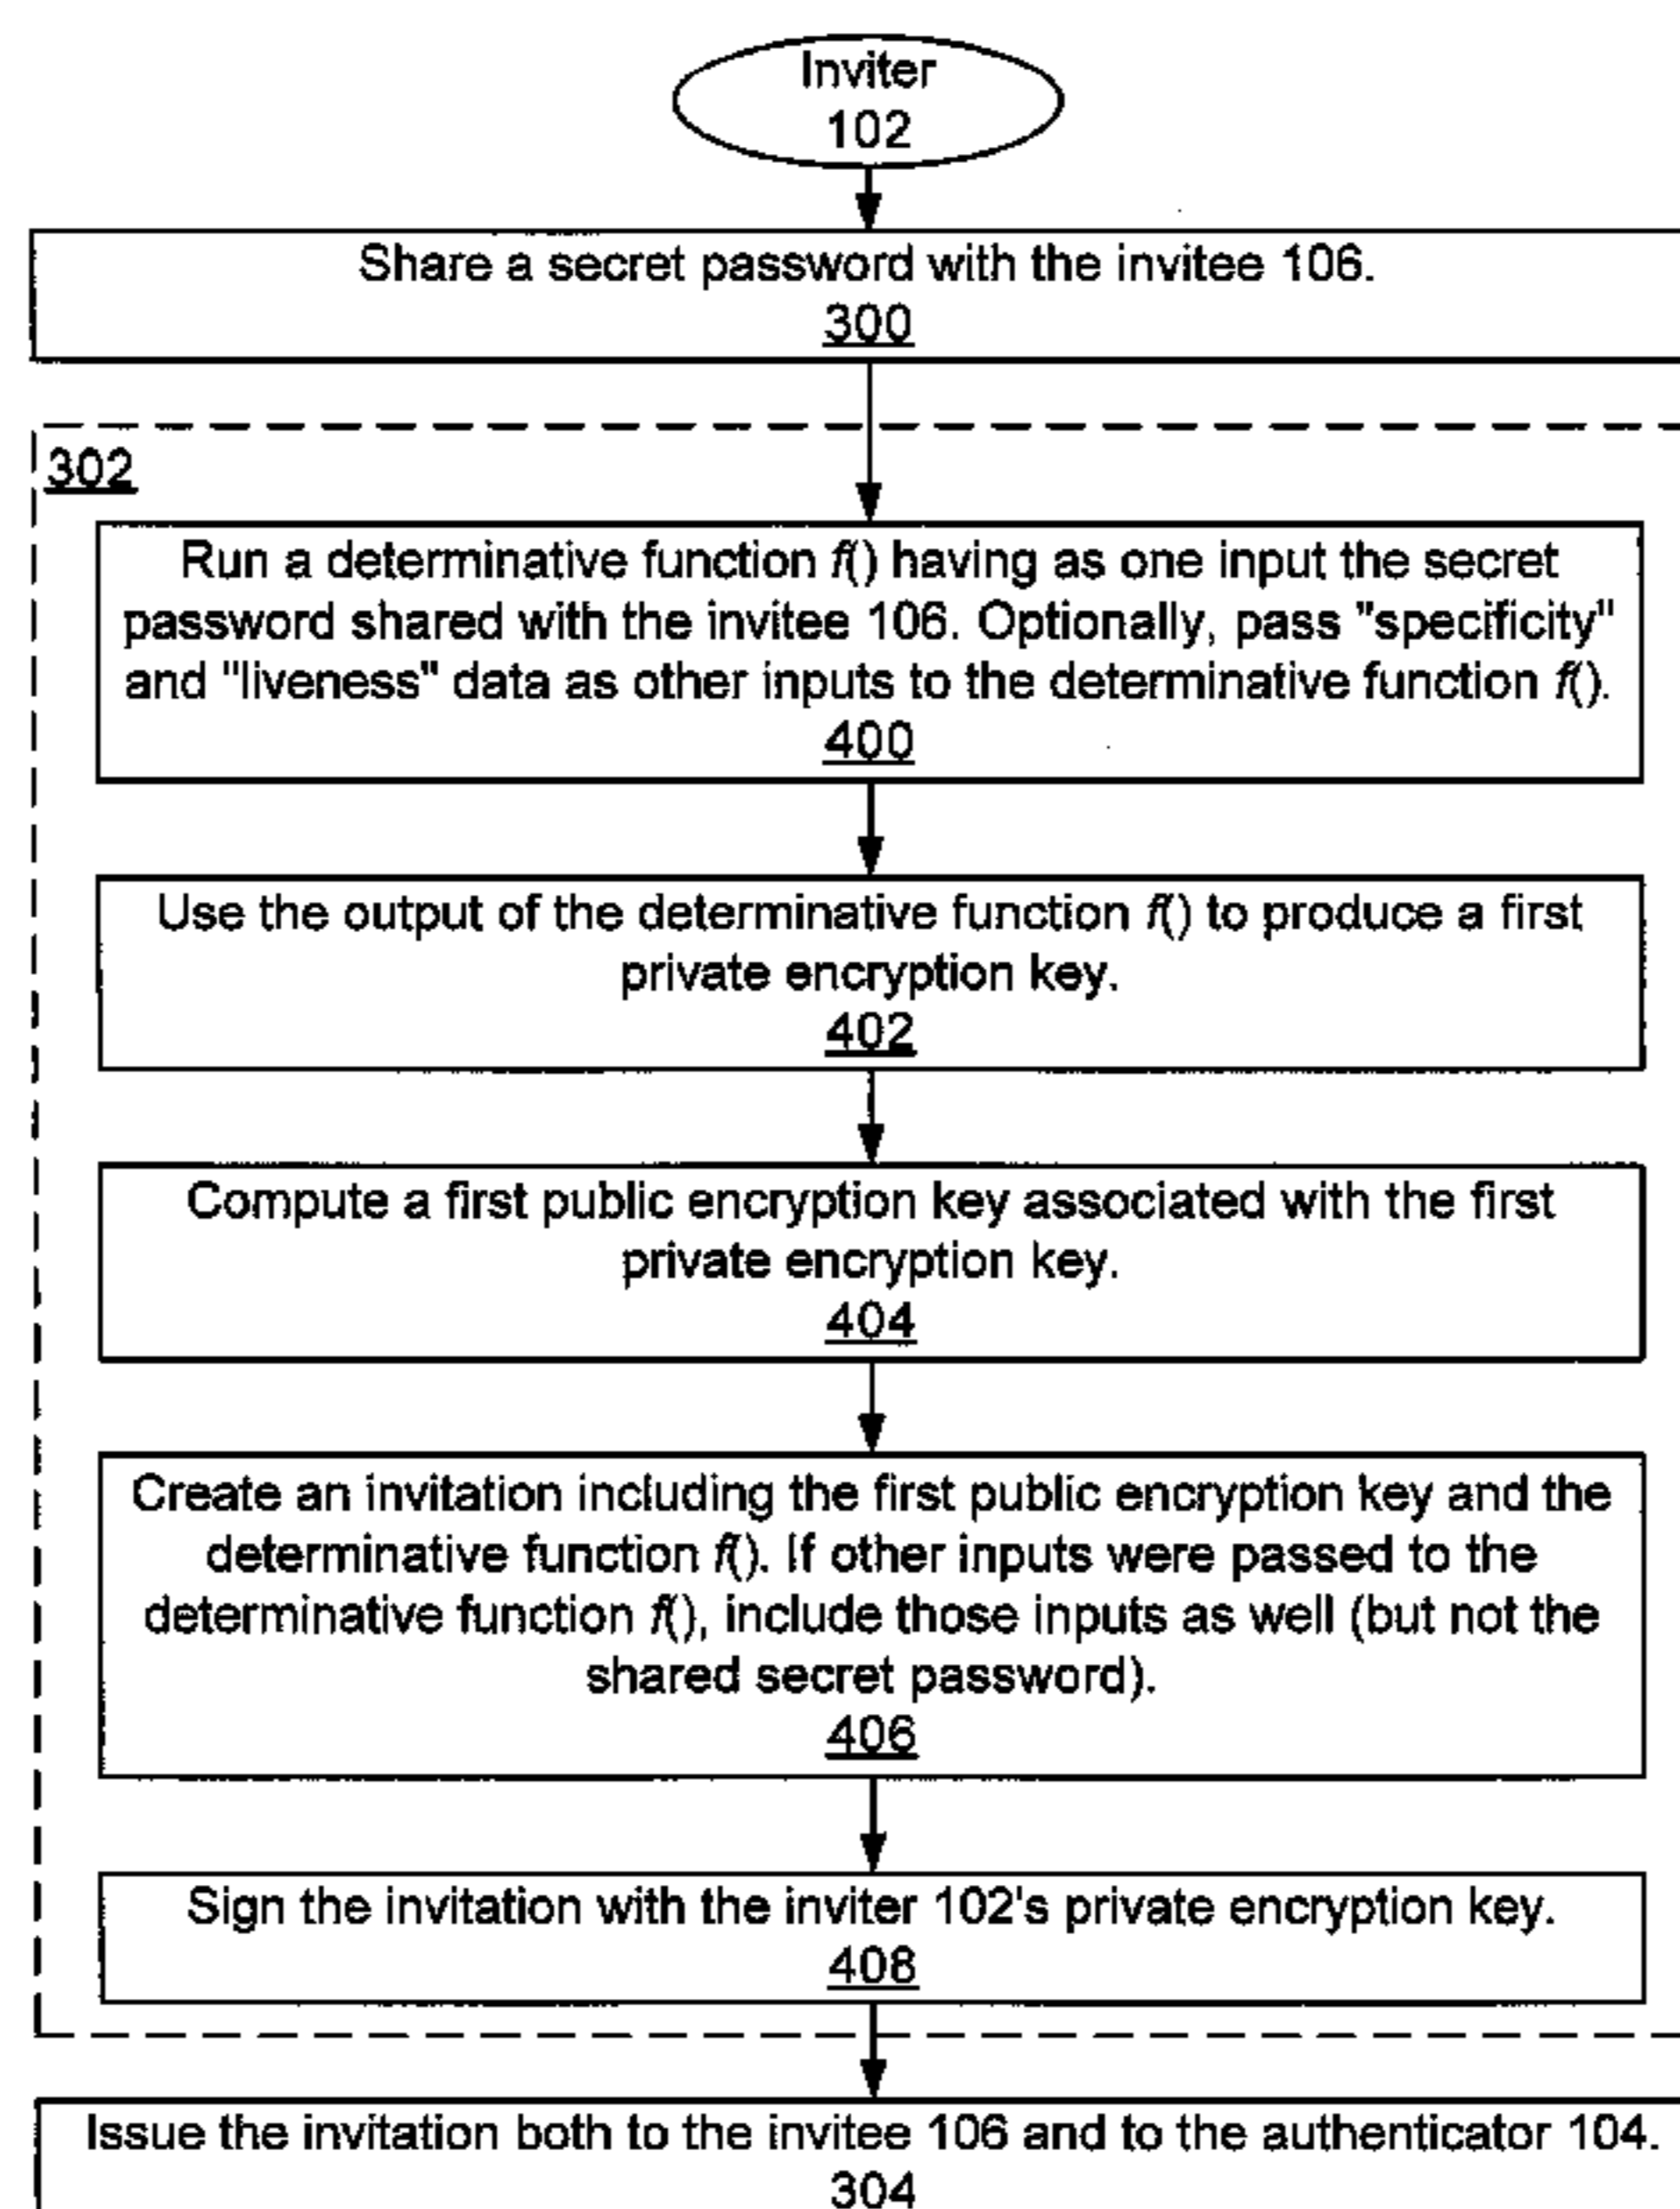 Inviter
102
Share a secret password with the invitee 106.
300
302
Run a determinative function f() having as one input the secret
password shared with the invitee 106. Optionally, pass "specificity"
and "liveness" data as other inputs to the determinative function f().
400
Use the output of the determinative function f() to produce a first
private encryption key.
402
Compute a first public encryption key associated with the first
private encryption key.
404
Create an invitation including the first public encryption key and the
determinative function f(). If other inputs were passed to the
determinative function f(), include those inputs as well (but not the
shared secret password).
406
Sign the invitation with the inviter 102's private encryption key.
408
Issue the invitation both to the invitee 106 and to the authenticator 104.
304